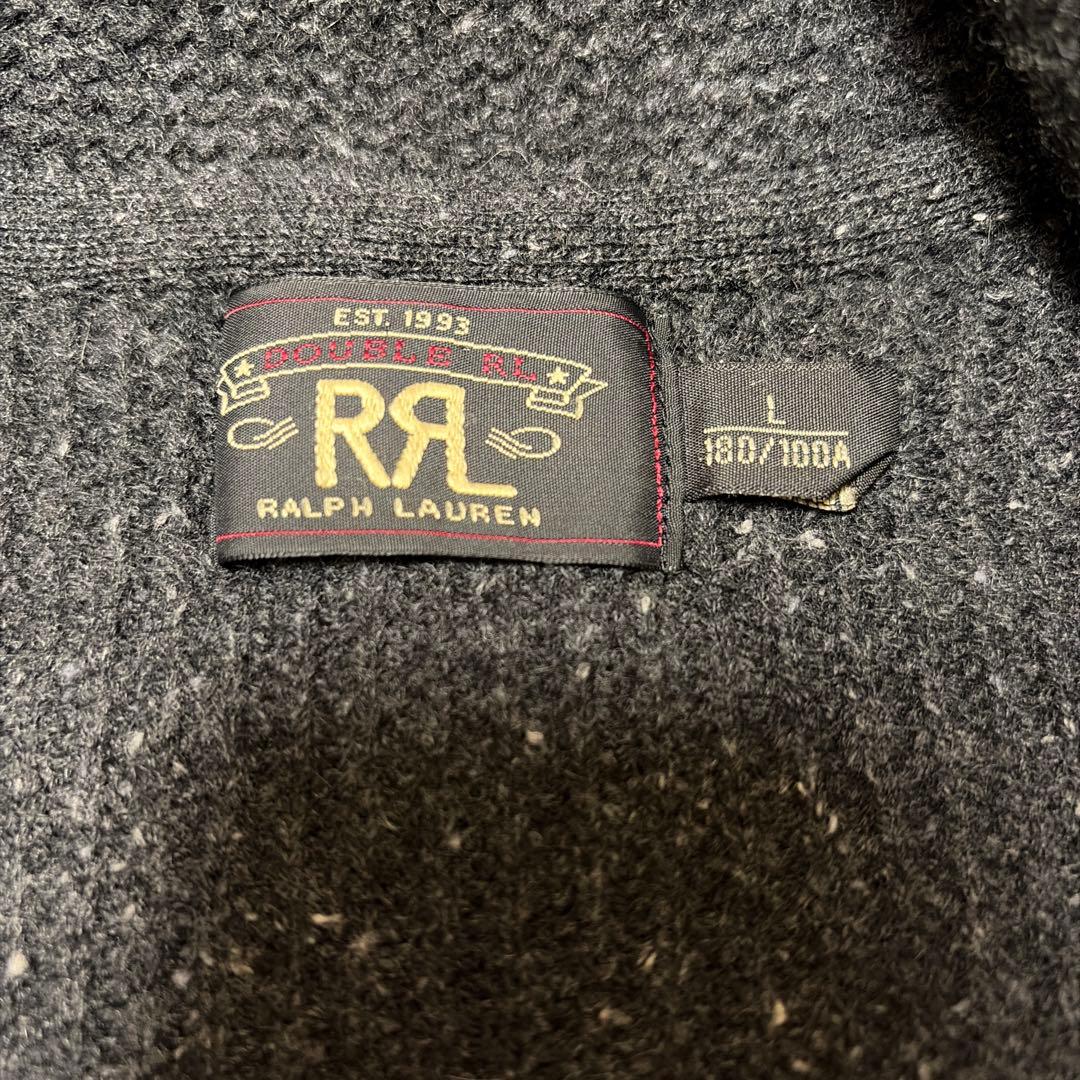 EST. 1993
DOUBLE RL
RRL
RALPH LAUREN
L
180/100A